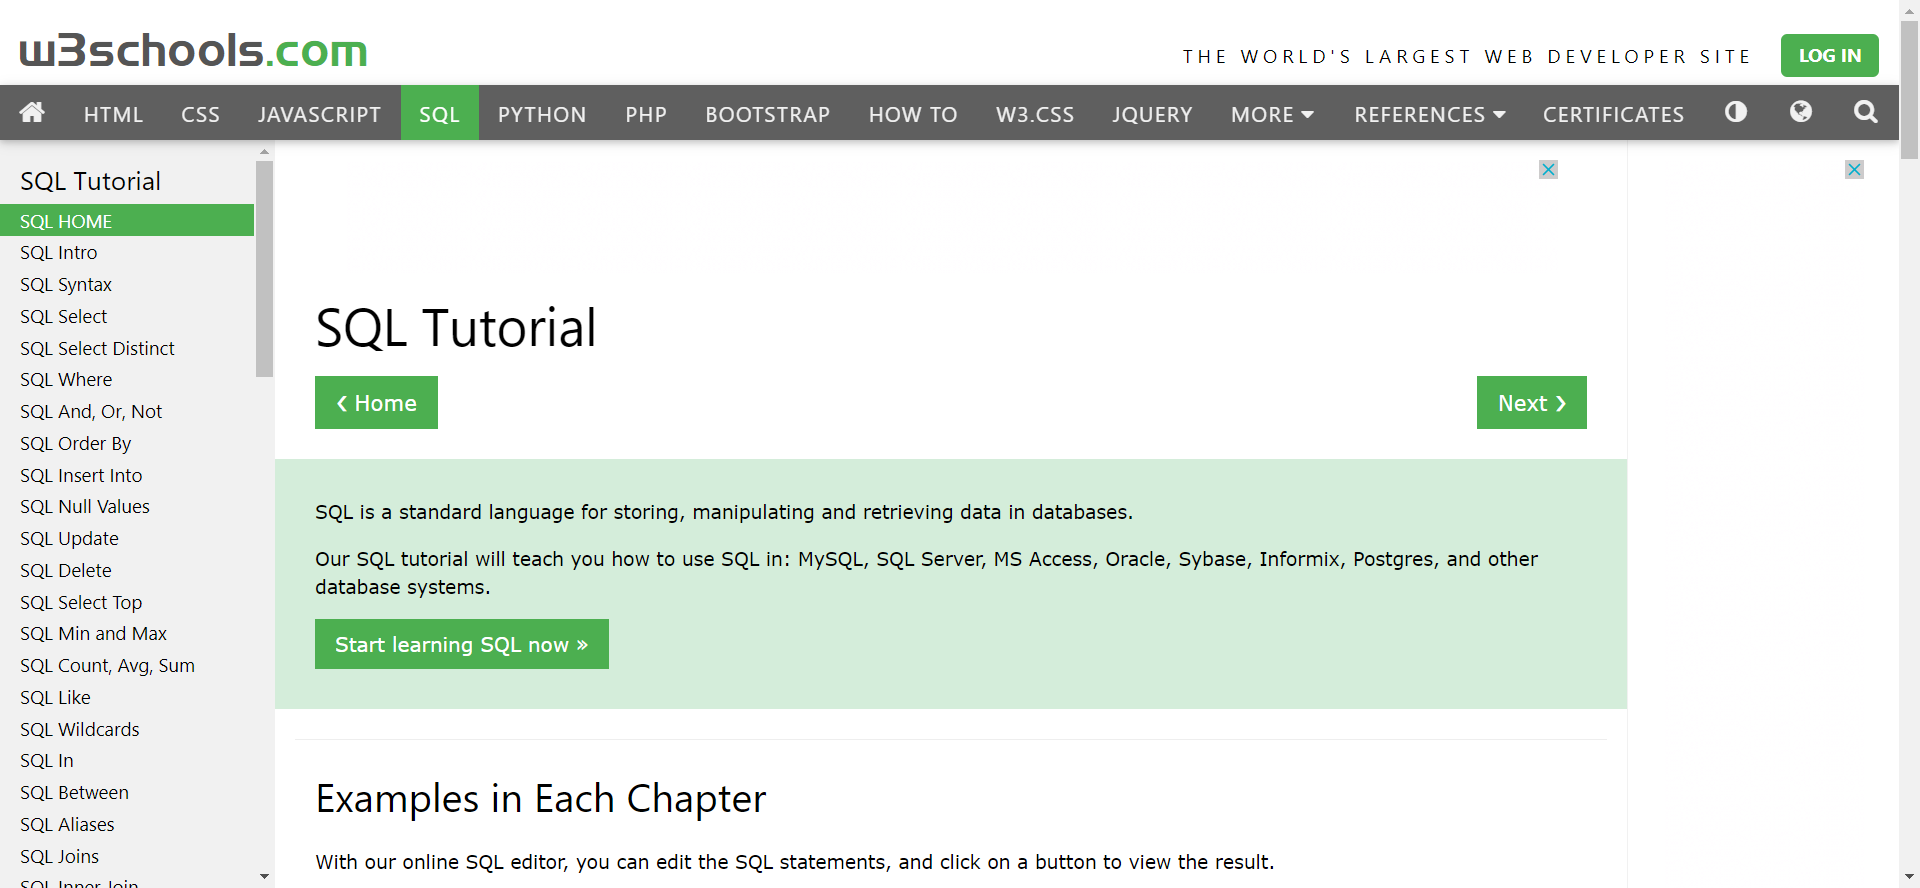 w3schools.com
THE WORLD'S LARGEST WEB DEVELOPER SITE
LOG IN
HTML CSS JAVASCRIPT SQL PYTHON PHP BOOTSTRAP HOW TO W3.CSS JQUERY MORE REFERENCES CERTIFICATES
SQL Tutorial
SQL HOME
SQL Intro
SQL Syntax
SQL Select
SQL Select Distinct
SQL Where
SQL And, Or, Not
SQL Order By
SQL Insert Into
SQL Null Values
SQL Update
SQL Delete
SQL Select Top
SQL Min and Max
SQL Count, Avg, Sum
SQL Like
SQL Wildcards
SQL In
SQL Between
SQL Aliases
SQL Joins
SQL Inner Join
SQL Tutorial
❮ Home
Next ❯
SQL is a standard language for storing, manipulating and retrieving data in databases.
Our SQL tutorial will teach you how to use SQL in: MySQL, SQL Server, MS Access, Oracle, Sybase, Informix, Postgres, and other
database systems.
Start learning SQL now »
Examples in Each Chapter
With our online SQL editor, you can edit the SQL statements, and click on a button to view the result.